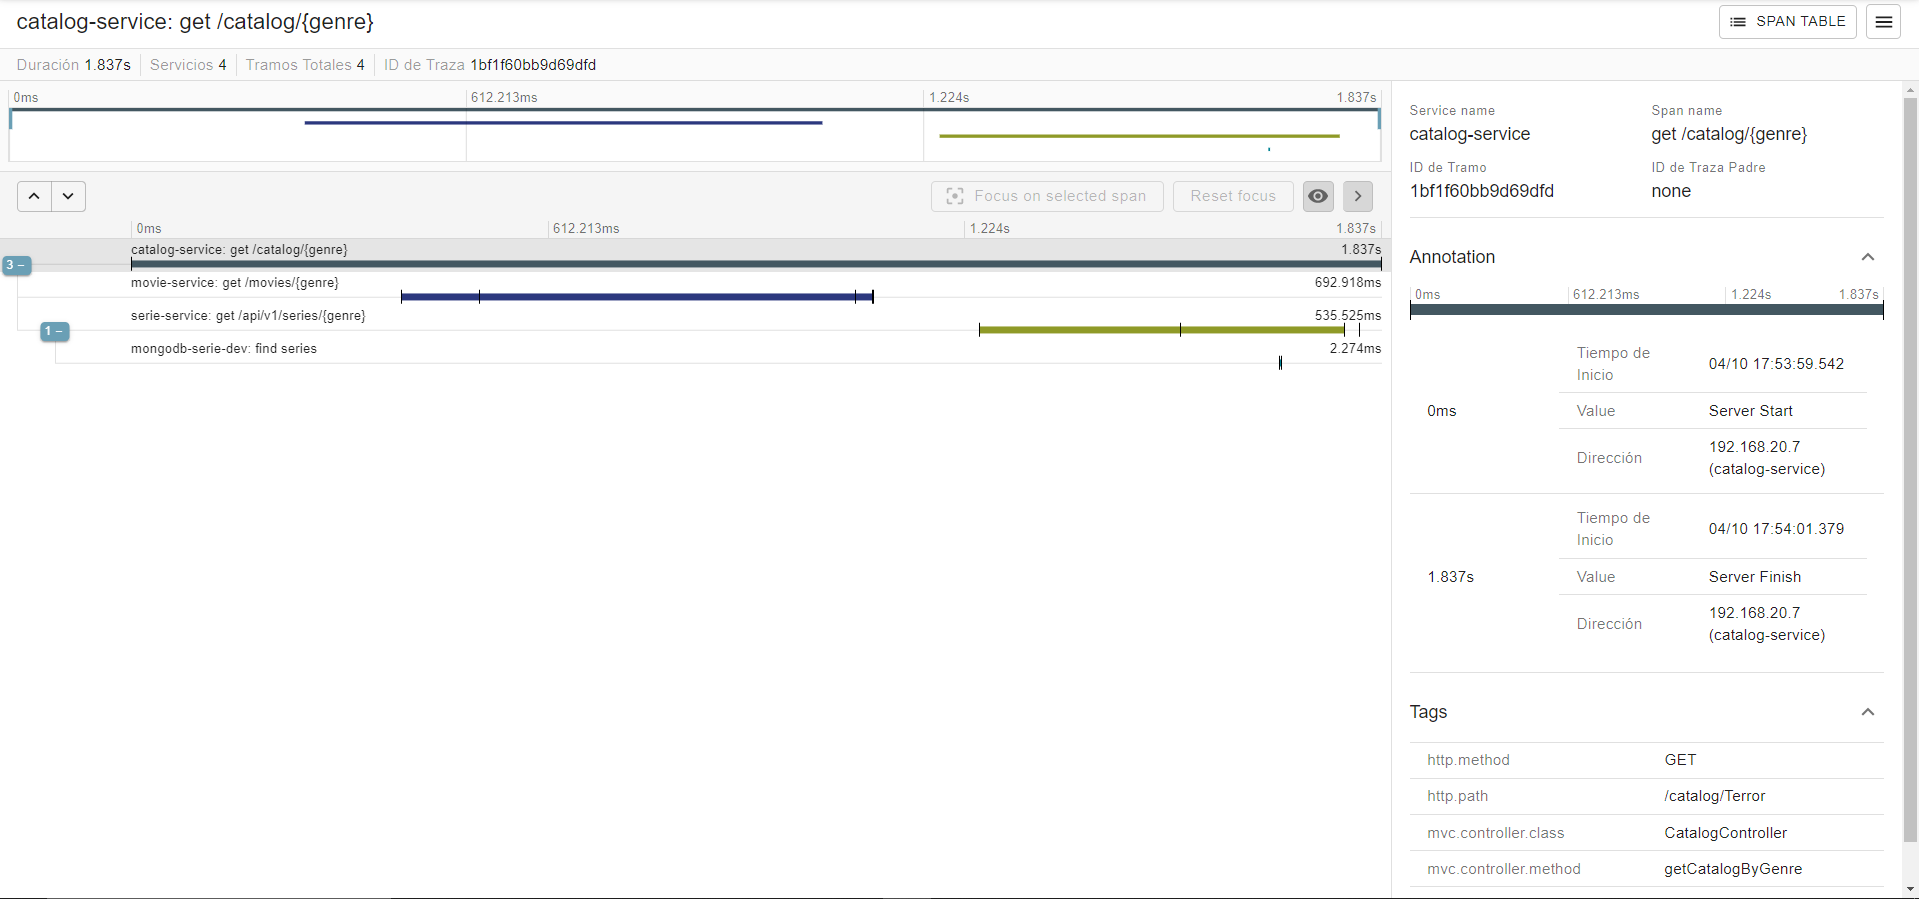 catalog-service: get /catalog/{genre}
SPAN TABLE
Duración 1.837s Servicios 4 Tramos Totales 4 ID de Traza 1bf1f60bb9d69dfd
0ms 612.213ms 1.224s 1.837s
Focus on selected span Reset focus
0ms 612.213ms 1.224s 1.837s
catalog-service: get /catalog/{genre} 1.837s
3 −
movie-service: get /movies/{genre} 692.918ms
serie-service: get /api/v1/series/{genre} 535.525ms
1 −
mongodb-serie-dev: find series 2.274ms
Service name Span name
catalog-service get /catalog/{genre}
ID de Tramo ID de Traza Padre
1bf1f60bb9d69dfd none
Annotation
0ms 612.213ms 1.224s 1.837s
0ms
Tiempo de
Inicio
04/10 17:53:59.542
Value Server Start
Dirección
192.168.20.7
(catalog-service)
1.837s
Tiempo de
Inicio
04/10 17:54:01.379
Value Server Finish
Dirección
192.168.20.7
(catalog-service)
Tags
http.method GET
http.path /catalog/Terror
mvc.controller.class CatalogController
mvc.controller.method getCatalogByGenre